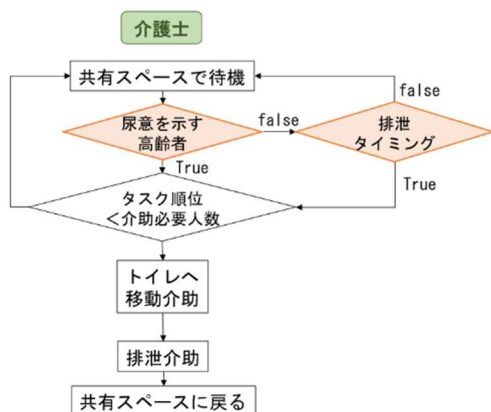 介護士
共有スペースで待機
false
尿意を示す
高齢者
false
排泄
タイミング
True
True
タスク順位
＜介助必要人数
トイレへ
移動介助
排泄介助
共有スペースに戻る